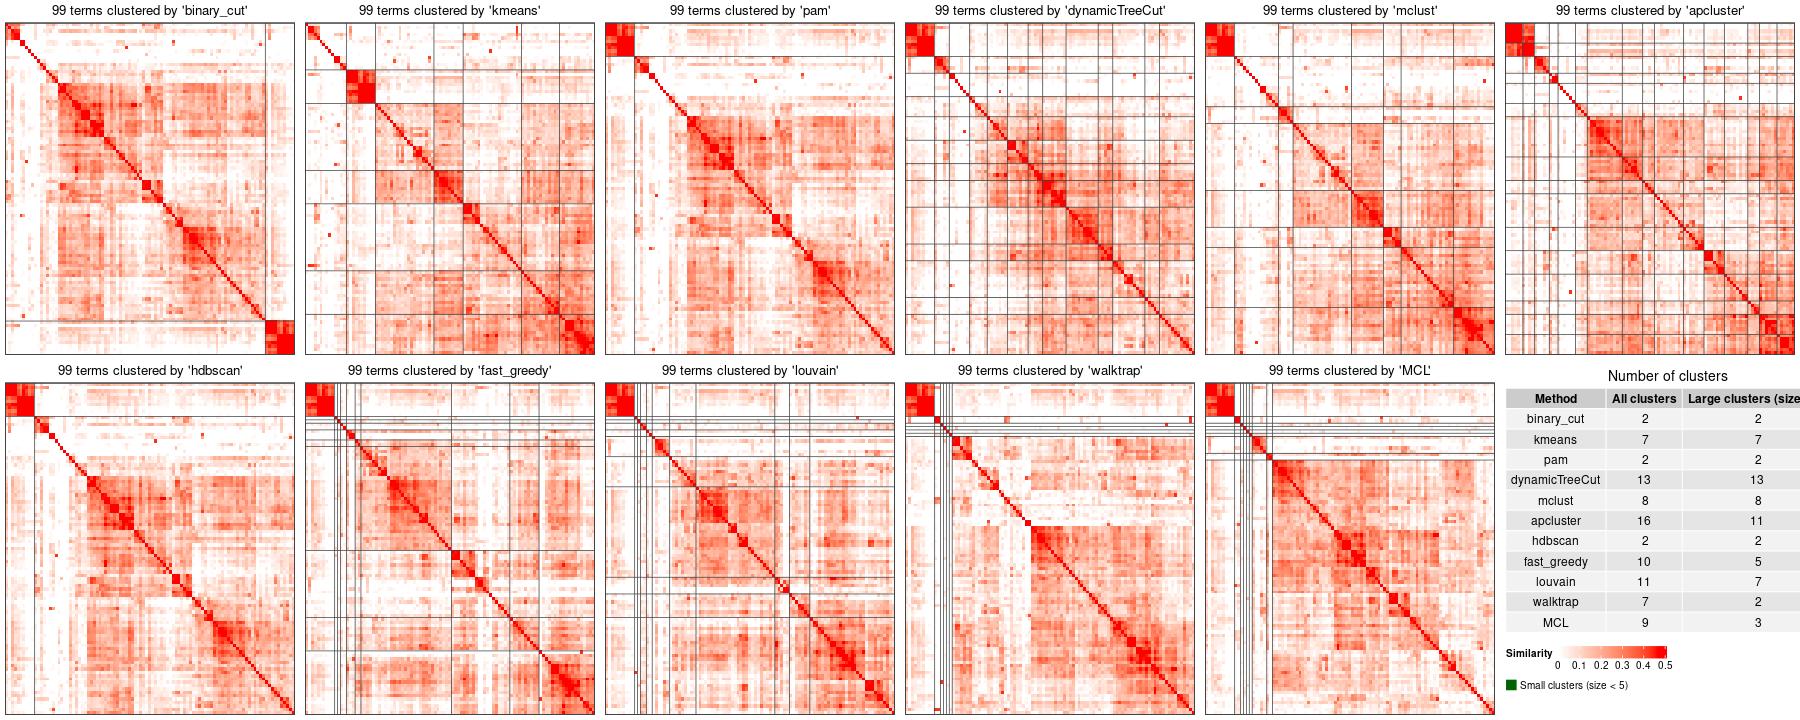 99 terms clustered by 'binary_cut'
99 terms clustered by 'kmeans'
99 terms clustered by 'pam'
99 terms clustered by 'dynamicTreeCut'
99 terms clustered by 'mclust'
99 terms clustered by 'apcluster'
99 terms clustered by 'hdbscan'
99 terms clustered by 'fast_greedy'
99 terms clustered by 'louvain'
99 terms clustered by 'walktrap'
99 terms clustered by 'MCL'
Number of clusters
Method All clusters Large clusters (size
binary_cut 2 2
kmeans 7 7
pam 2 2
dynamicTreeCut 13 13
mclust 8 8
apcluster 16 11
hdbscan 2 2
fast_greedy 10 5
louvain 11 7
walktrap 7 2
MCL 9 3
Similarity
0 0.1 0.2 0.3 0.4 0.5
Small clusters (size < 5)